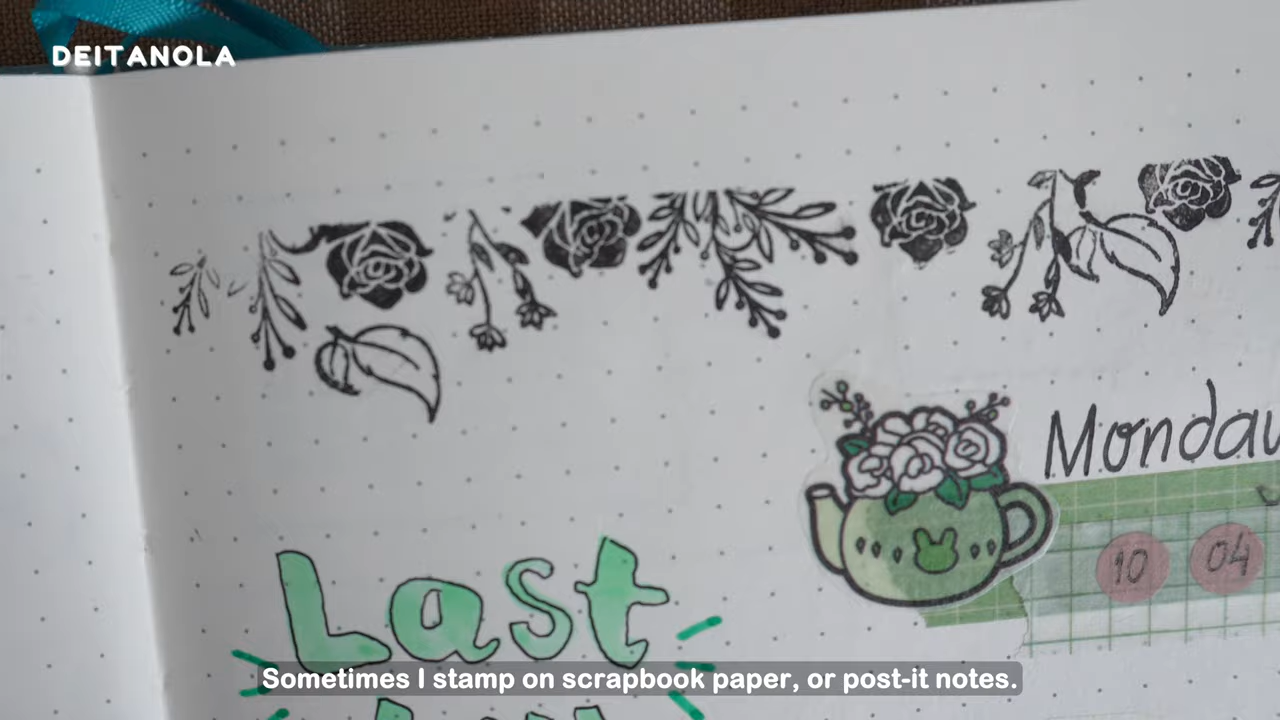 DEITANOLA
Monday
10 04
Last
Sometimes I stamp on scrapbook paper, or post-it notes.